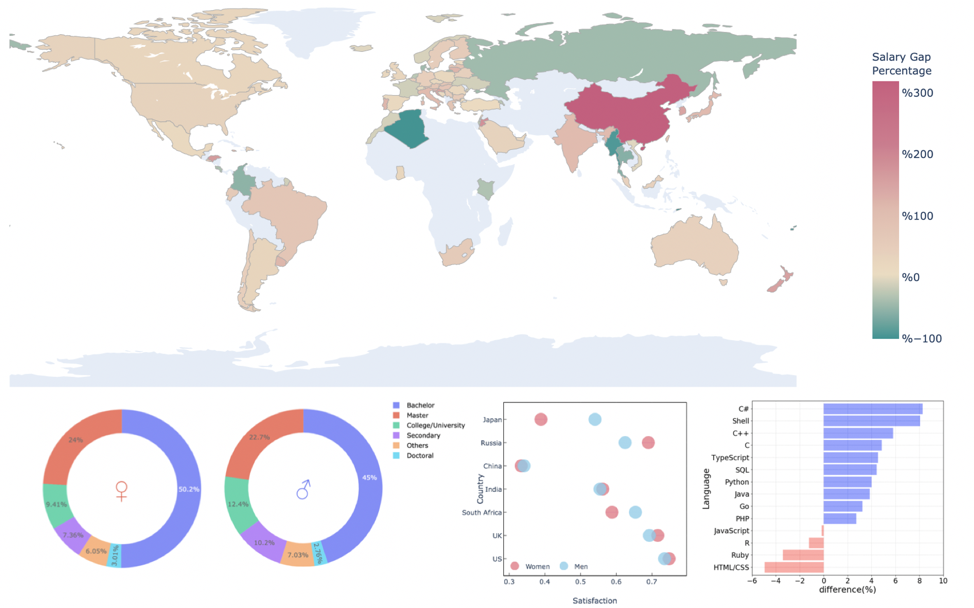 Salary Gap
Percentage
%300
%200
%100
%0
%−100
24%
50.2%
9.41%
7.36%
6.05%
3.01%
♀
22.7%
45%
12.4%
10.2%
7.03%
2.76%
♂
Bachelor
Master
College/University
Secondary
Others
Doctoral
Japan
Russia
China
India
South Africa
UK
US
Country
Women
Men
0.3 0.4 0.5 0.6 0.7
Satisfaction
C#
Shell
C++
C
TypeScript
SQL
Python
Java
Go
PHP
JavaScript
R
Ruby
HTML/CSS
Language
−6 −4 −2 0 2 4 6 8 10
difference(%)